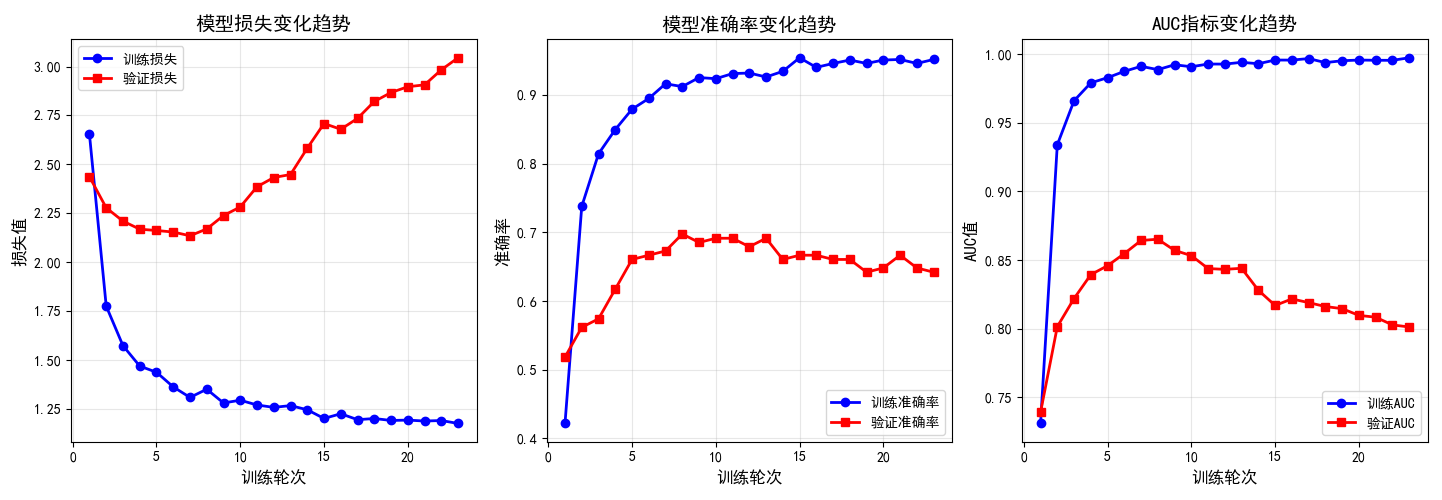 模型损失变化趋势
训练损失
验证损失
3.00
2.75
2.50
2.25
2.00
1.75
1.50
1.25
损失值
0
5
10
15
20
训练轮次
模型准确率变化趋势
0.9
0.8
0.7
0.6
0.5
0.4
准确率
训练准确率
验证准确率
0
5
10
15
20
训练轮次
AUC指标变化趋势
1.00
0.95
0.90
0.85
0.80
0.75
AUC值
训练AUC
验证AUC
0
5
10
15
20
训练轮次